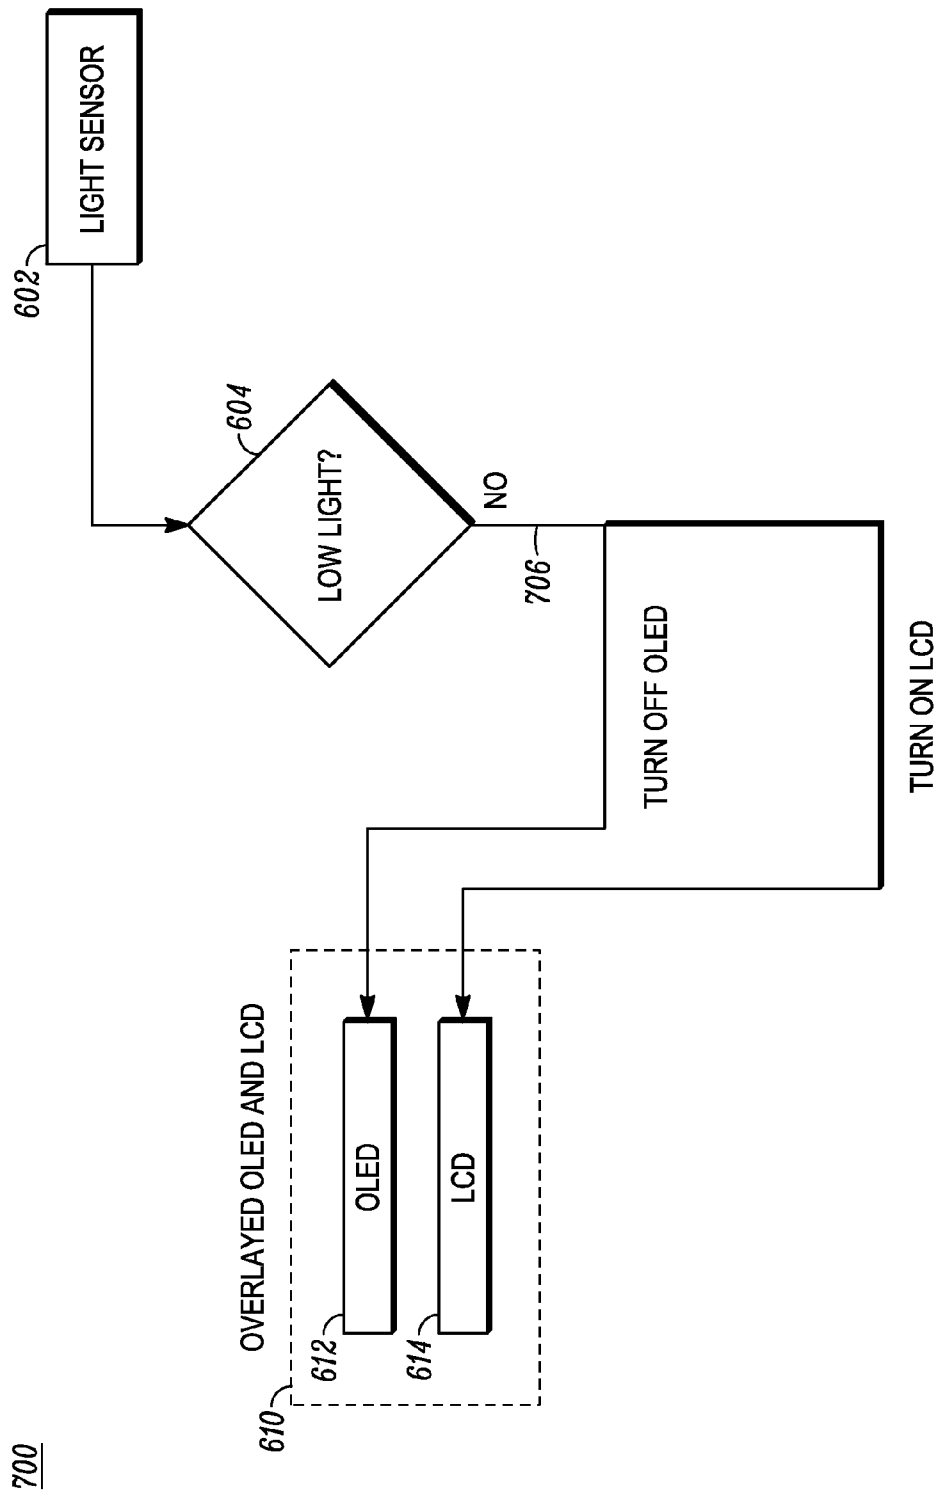 700
610
OVERLAYED OLED AND LCD
612
OLED
614
LCD
602
LIGHT SENSOR
604
LOW LIGHT?
706
NO
TURN OFF OLED
TURN ON LCD